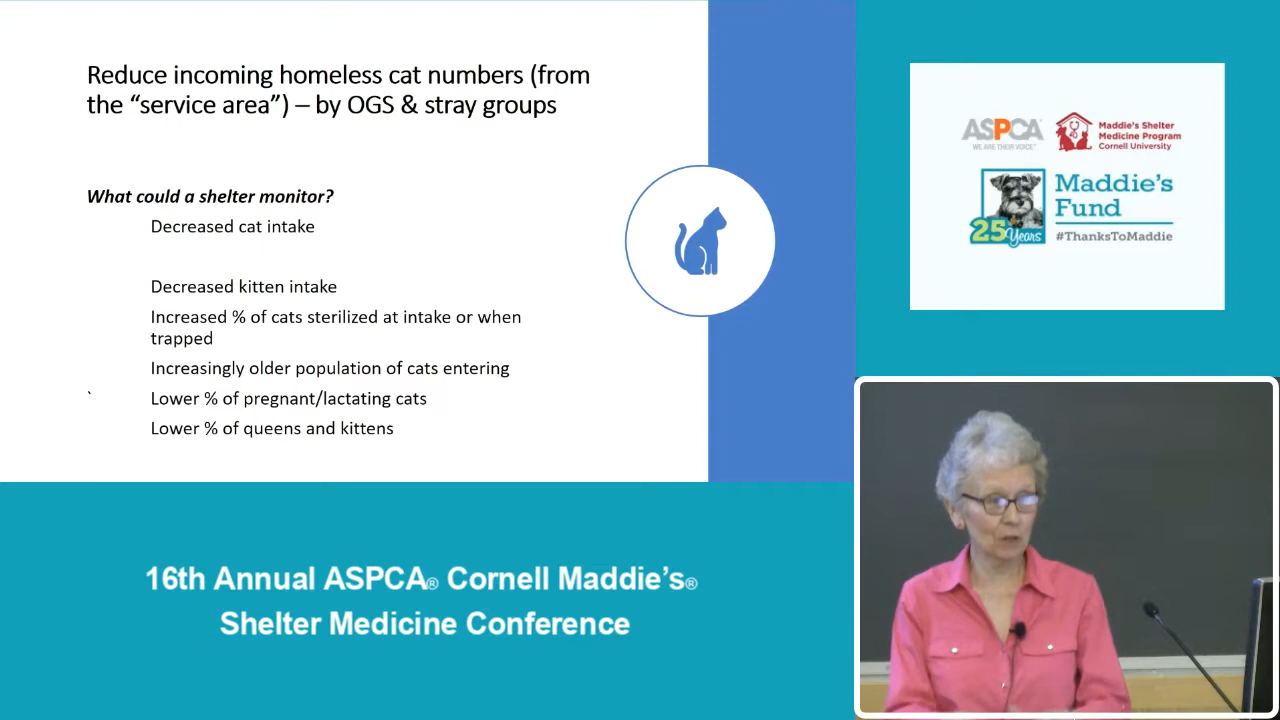 Reduce incoming homeless cat numbers (from
the “service area”) – by OGS & stray groups
What could a shelter monitor?
Decreased cat intake
Decreased kitten intake
Increased % of cats sterilized at intake or when
trapped
Increasingly older population of cats entering
`
Lower % of pregnant/lactating cats
Lower % of queens and kittens
ASPCA®
WE ARE THEIR VOICE™
Maddie's Shelter
Medicine Program
Cornell University
25 Years
Maddie's
Fund
#ThanksToMaddie
16th Annual ASPCA® Cornell Maddie's®
Shelter Medicine Conference